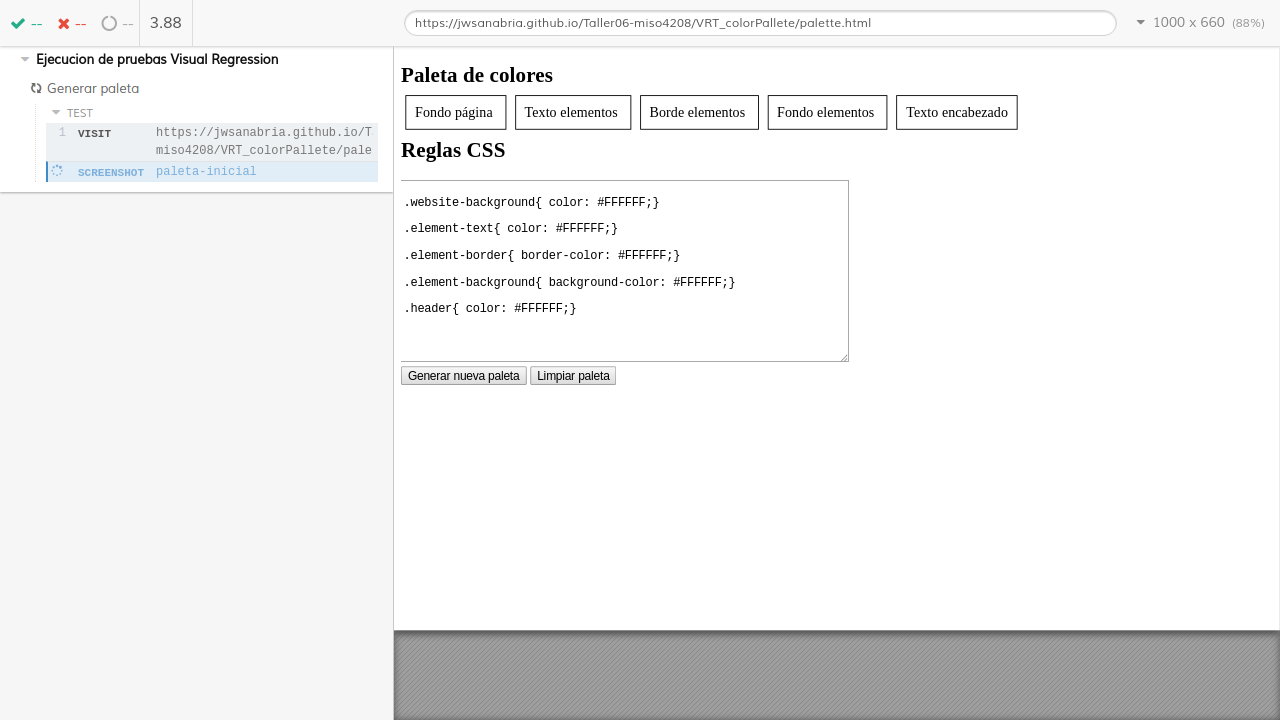 -- -- -- 3.88 https://jwsanabria.github.io/Taller06-miso4208/VRT_colorPallete/palette.html 1000 x 660 (88%)
Ejecucion de pruebas Visual Regression
Generar paleta
TEST
1 VISIT https://jwsanabria.github.io/T
miso4208/VRT_colorPallete/pale
SCREENSHOT paleta-inicial
Paleta de colores
Fondo página Texto elementos Borde elementos Fondo elementos Texto encabezado
Reglas CSS
.website-background{ color: #FFFFFF;}
.element-text{ color: #FFFFFF;}
.element-border{ border-color: #FFFFFF;}
.element-background{ background-color: #FFFFFF;}
.header{ color: #FFFFFF;}
Generar nueva paleta Limpiar paleta